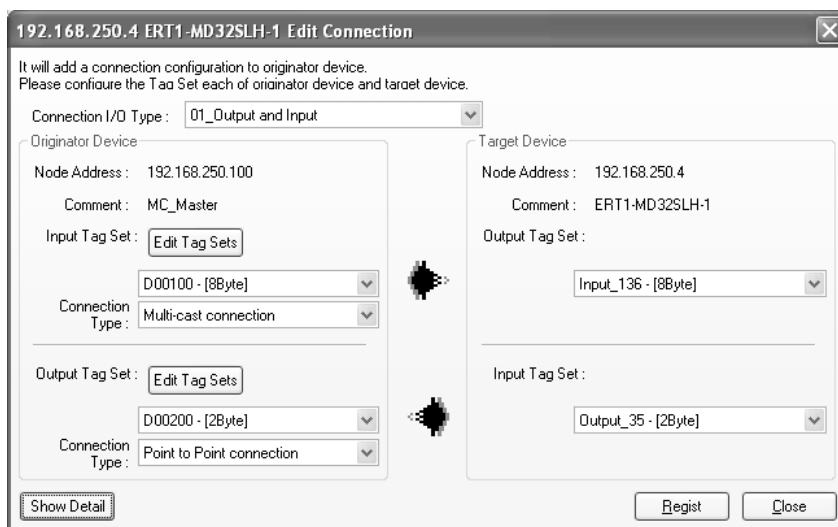 192.168.250.4 ERT1-MD32SLH-1 Edit Connection
It will add a connection configuration to originator device.
Please configure the Tag Set each of originator device and target device.
Connection I/O Type : 01_Output and Input
Originator Device
Node Address : 192.168.250.100
Comment : MC_Master
Input Tag Set : Edit Tag Sets
D00100 - [8Byte]
Connection Type : Multi-cast connection
Output Tag Set : Edit Tag Sets
D00200 - [2Byte]
Connection Type : Point to Point connection
Target Device
Node Address : 192.168.250.4
Comment : ERT1-MD32SLH-1
Output Tag Set :
Input_136 - [8Byte]
Input Tag Set :
Output_35 - [2Byte]
Show Detail
Regist
Close